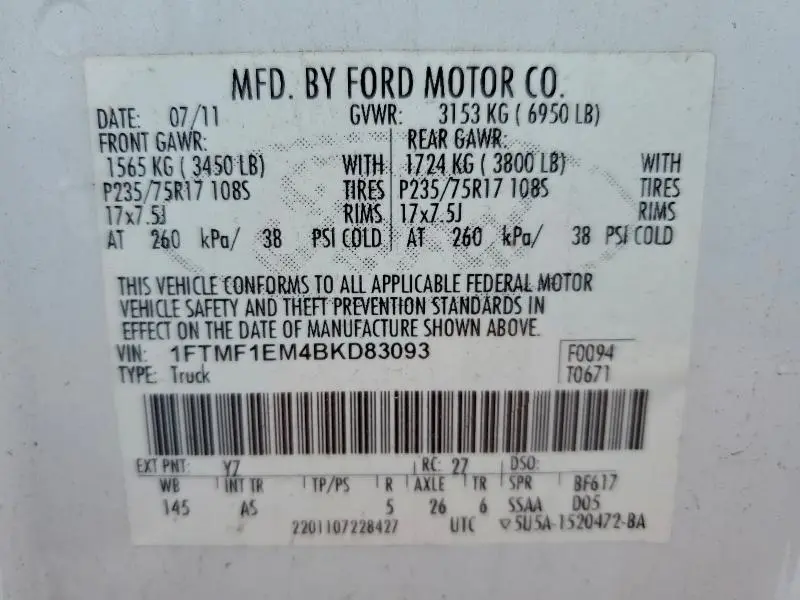 MFD. BY FORD MOTOR CO.
DATE: 07/11 GVWR: 3153 KG ( 6950 LB)
FRONT GAWR: REAR GAWR:
1565 KG ( 3450 LB) WITH 1724 KG ( 3800 LB) WITH
P235/75R17 108S TIRES P235/75R17 108S TIRES
17x7.5J RIMS 17x7.5J RIMS
AT 260 kPa/ 38 PSI COLD AT 260 kPa/ 38 PSI COLD
THIS VEHICLE CONFORMS TO ALL APPLICABLE FEDERAL MOTOR
VEHICLE SAFETY AND THEFT PREVENTION STANDARDS IN
EFFECT ON THE DATE OF MANUFACTURE SHOWN ABOVE.
VIN: 1FTMF1EM4BKD83093 F0094
TYPE: Truck T0671
EXT PNT: YZ RC: 27 DSO:
WB INT TR TP/PS R AXLE TR SPR BF617
145 AS 5 26 6 SSAA D05
2201107228427 UTC ▽5U5A-1520472-BA